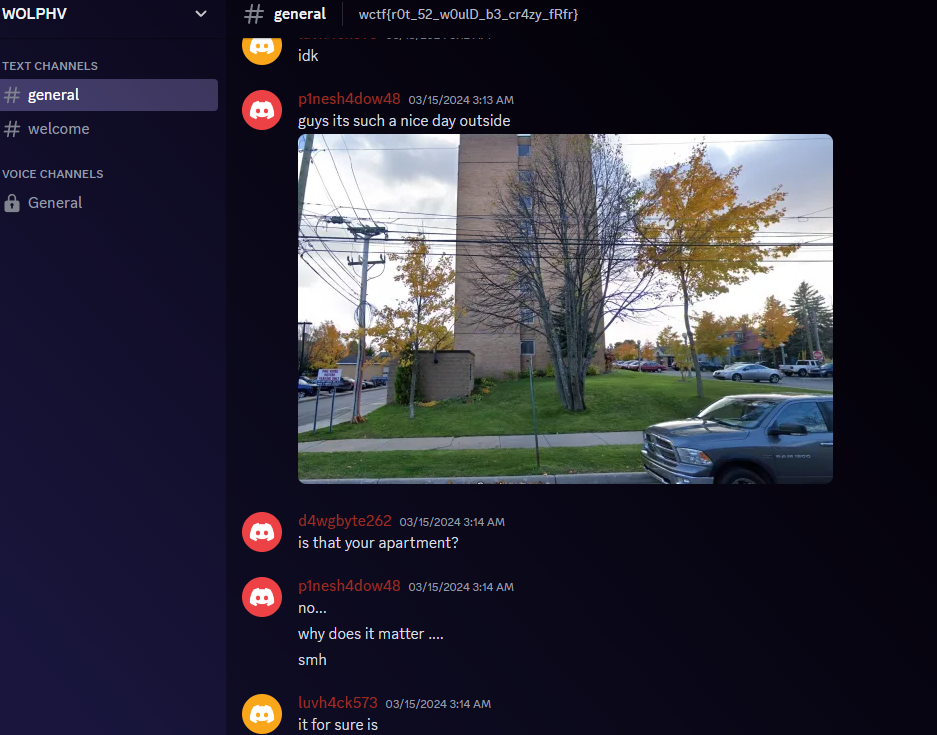 WOLPHV
general
wctf{r0t_52_w0ulD_b3_cr4zy_fRfr}
TEXT CHANNELS
general
welcome
VOICE CHANNELS
General
idk
p1nesh4dow48 03/15/2024 3:13 AM
guys its such a nice day outside
d4wgbyte262 03/15/2024 3:14 AM
is that your apartment?
p1nesh4dow48 03/15/2024 3:14 AM
no...
why does it matter ....
smh
luvh4ck573 03/15/2024 3:14 AM
it for sure is